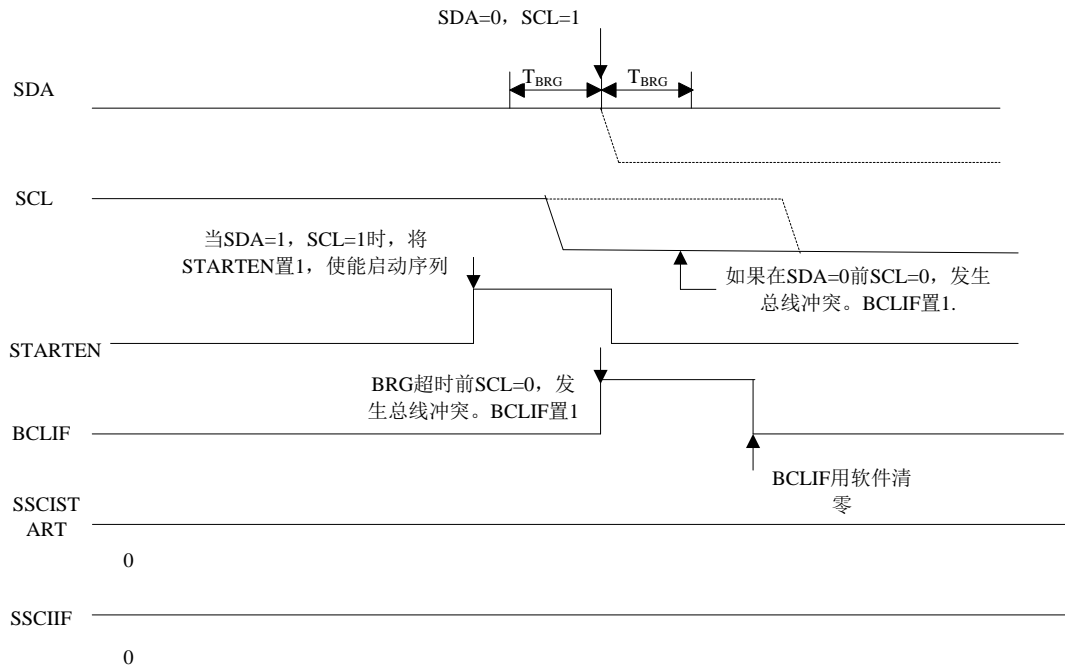 SDA=0，SCL=1
TBRG TBRG
SDA
SCL
当SDA=1，SCL=1时，将
STARTEN置1，使能启动序列
如果在SDA=0前SCL=0，发生
总线冲突。BCLIF置1.
STARTEN
BRG超时前SCL=0，发
生总线冲突。BCLIF置1
BCLIF
BCLIF用软件清
零
SSCIST
ART
0
SSCIIF
0